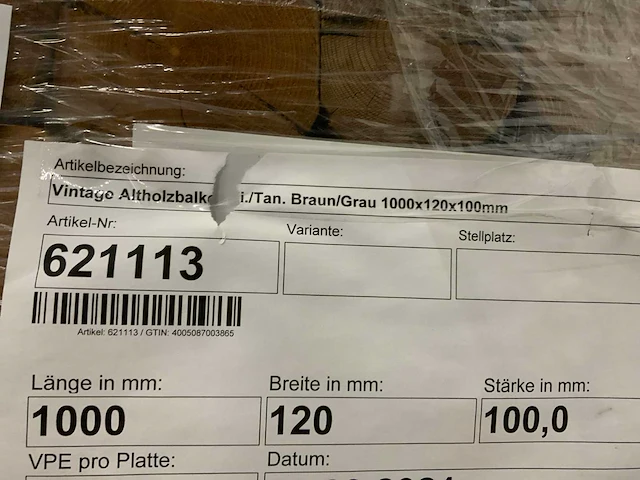 Artikelbezeichnung:
Vintage Altholzbalk i./Tan. Braun/Grau 1000x120x100mm
Artikel-Nr: Variante: Stellplatz:
621113
Artikel: 621113 / GTIN: 4005087003865
Länge in mm: Breite in mm: Stärke in mm:
1000 120 100,0
VPE pro Platte: Datum: